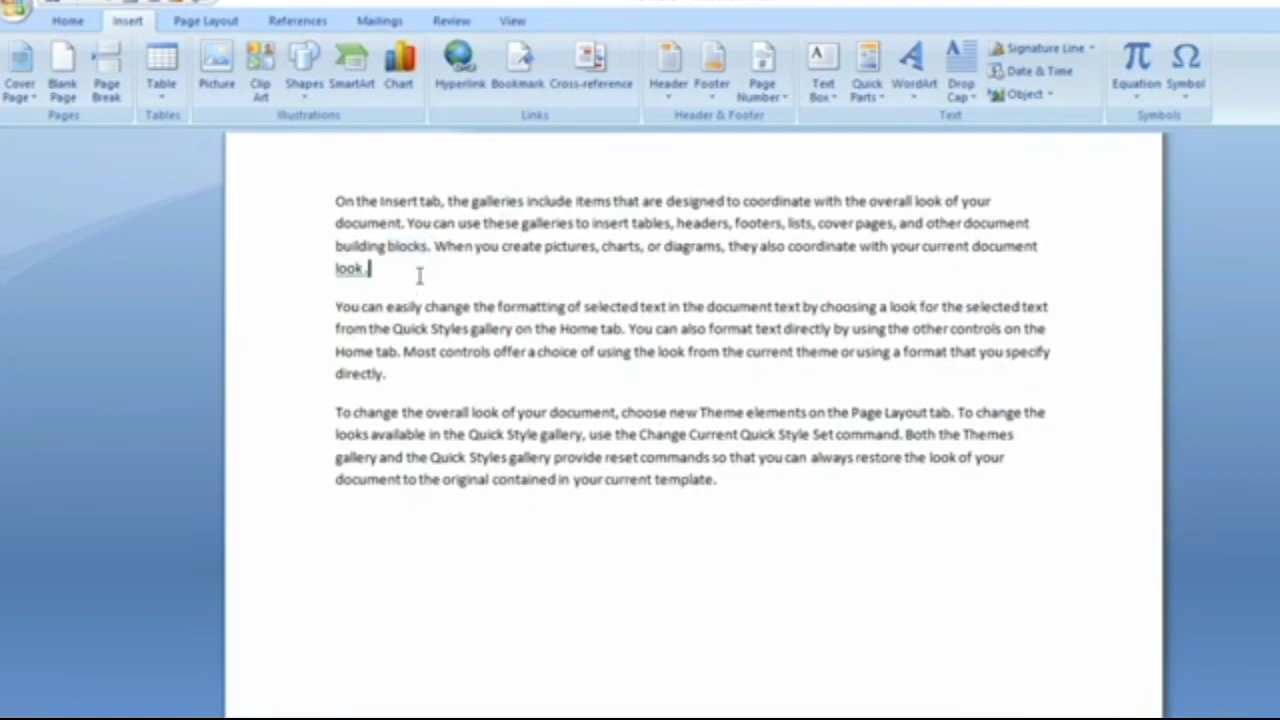 Home Insert Page Layout References Mailings Review View
Cover Page Blank Page Page Break Table Picture Clip Art Shapes SmartArt Chart Hyperlink Bookmark Cross-reference Header Footer Page Number Text Box Quick Parts WordArt Drop Cap Signature Line Date & Time Object Equation Symbol
Pages Tables Illustrations Links Header & Footer Text Symbols
On the Insert tab, the galleries include items that are designed to coordinate with the overall look of your
document. You can use these galleries to insert tables, headers, footers, lists, cover pages, and other document
building blocks. When you create pictures, charts, or diagrams, they also coordinate with your current document
look .
You can easily change the formatting of selected text in the document text by choosing a look for the selected text
from the Quick Styles gallery on the Home tab. You can also format text directly by using the other controls on the
Home tab. Most controls offer a choice of using the look from the current theme or using a format that you specify
directly.
To change the overall look of your document, choose new Theme elements on the Page Layout tab. To change the
looks available in the Quick Style gallery, use the Change Current Quick Style Set command. Both the Themes
gallery and the Quick Styles gallery provide reset commands so that you can always restore the look of your
document to the original contained in your current template.